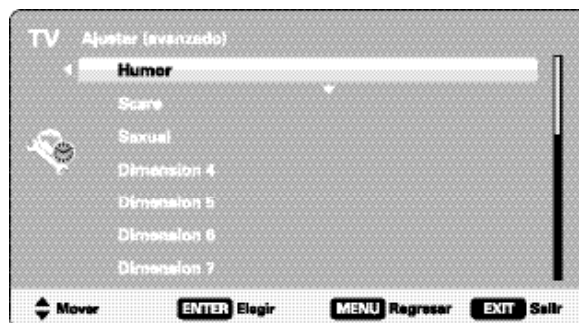 TV Ajustar (avanzado)
Humor
Scare
Sexual
Dimension 4
Dimension 5
Dimension 6
Dimension 7
Mover ENTER Elegir MENU Regresar EXIT Salir